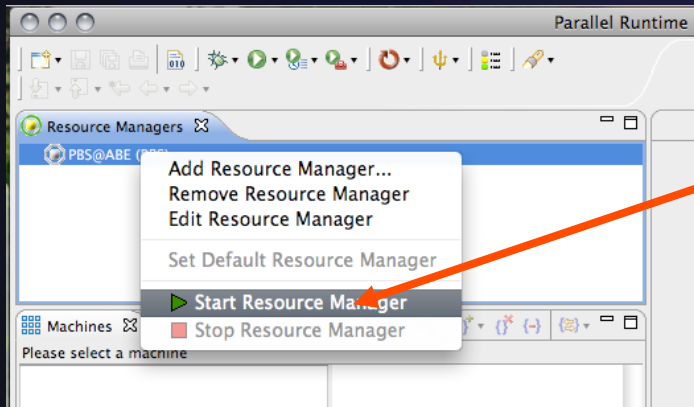 Parallel Runtime
010
Resource Managers
PBS@ABE (PBS)
Add Resource Manager...
Remove Resource Manager
Edit Resource Manager
Set Default Resource Manager
Start Resource Manager
Stop Resource Manager
Machines
Please select a machine